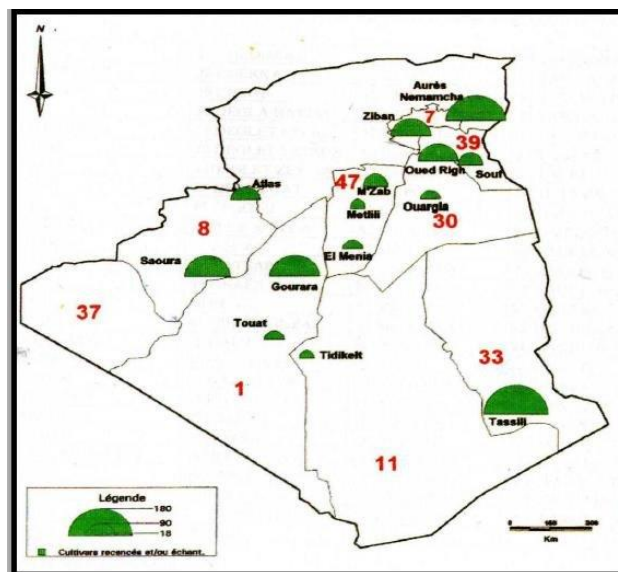 N
Aurès
Nemamcha
7
Ziban
39
Oued Righ
Souf
47
M'Zab
Metlili
Ouargla
30
Atlas
8
El Menia
Saoura
Gourara
37
Touat
Tidikelt
33
1
Tassili
11
Légende
180
90
18
Cultivars recencés et/ou échant.
Km